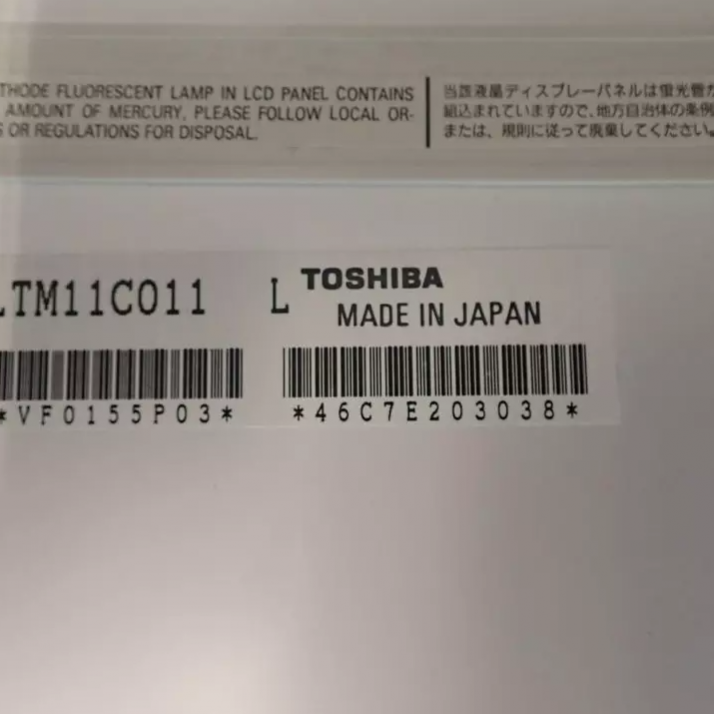 THODE FLUORESCENT LAMP IN LCD PANEL CONTAINS
AMOUNT OF MERCURY, PLEASE FOLLOW LOCAL OR-
S OR REGULATIONS FOR DISPOSAL.
当該液晶ディスプレーパネルは蛍光管が
組込まれていますので、地方自治体の条例
または、規則に従って廃棄してください。
LTM11C011 L TOSHIBA
MADE IN JAPAN
*VF0155P03*
*46C7E203038*